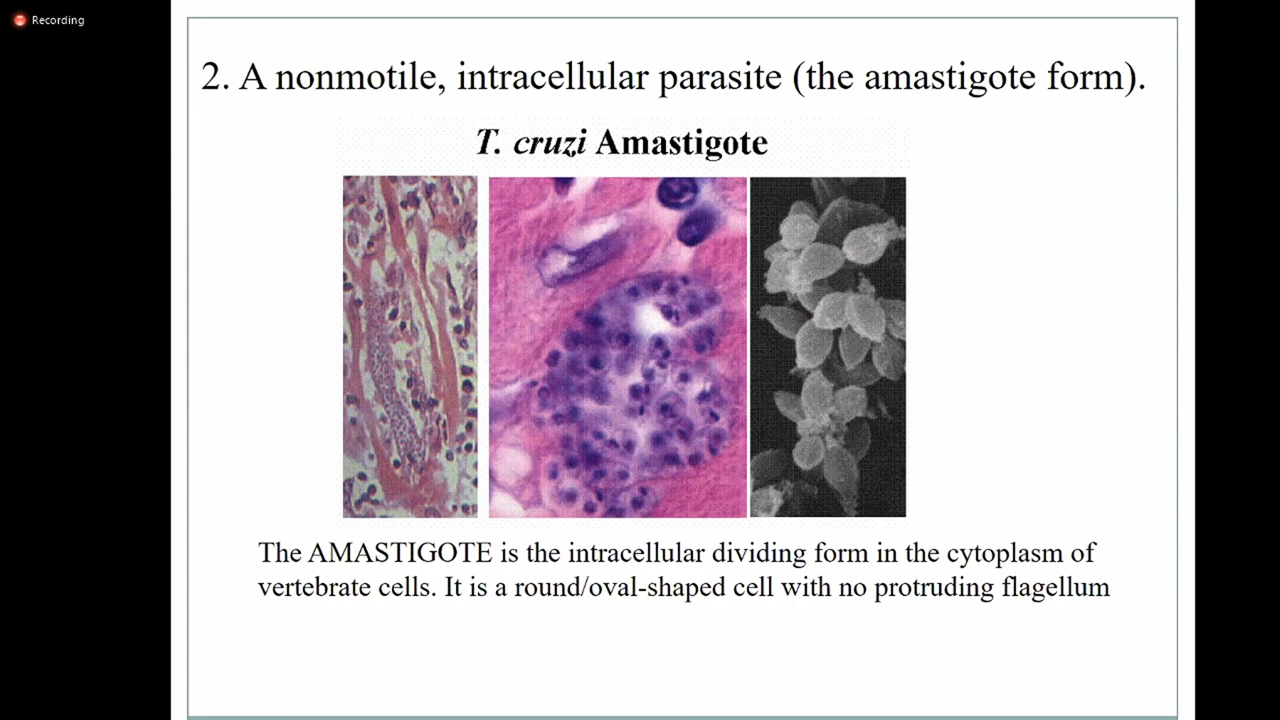 Recording
2. A nonmotile, intracellular parasite (the amastigote form).
T. cruzi Amastigote
The AMASTIGOTE is the intracellular dividing form in the cytoplasm of
vertebrate cells. It is a round/oval-shaped cell with no protruding flagellum